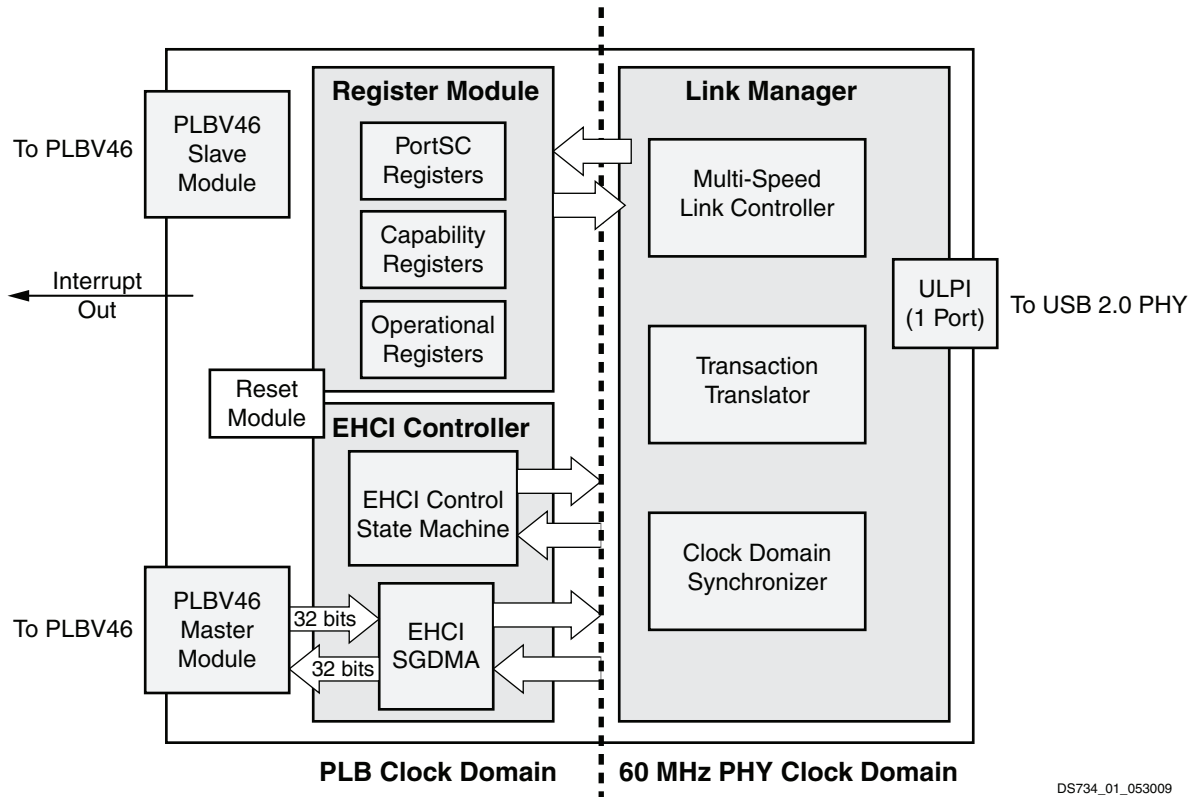 Register Module
PortSC
Registers
Capability
Registers
Operational
Registers
Link Manager
Multi-Speed
Link Controller
Transaction
Translator
Clock Domain
Synchronizer
To PLBV46
PLBV46
Slave
Module
Interrupt
Out
ULPI
(1 Port)
To USB 2.0 PHY
Reset
Module
EHCI Controller
EHCI Control
State Machine
To PLBV46
PLBV46
Master
Module
32 bits
32 bits
EHCI
SGDMA
PLB Clock Domain
60 MHz PHY Clock Domain
DS734_01_053009